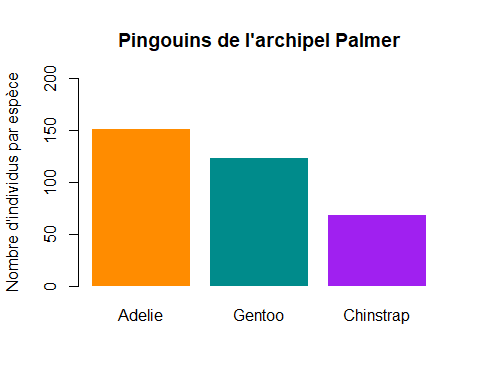 Pingouins de l'archipel Palmer
Nombre d'individus par espèce
200
150
100
50
0
Adelie Gentoo Chinstrap